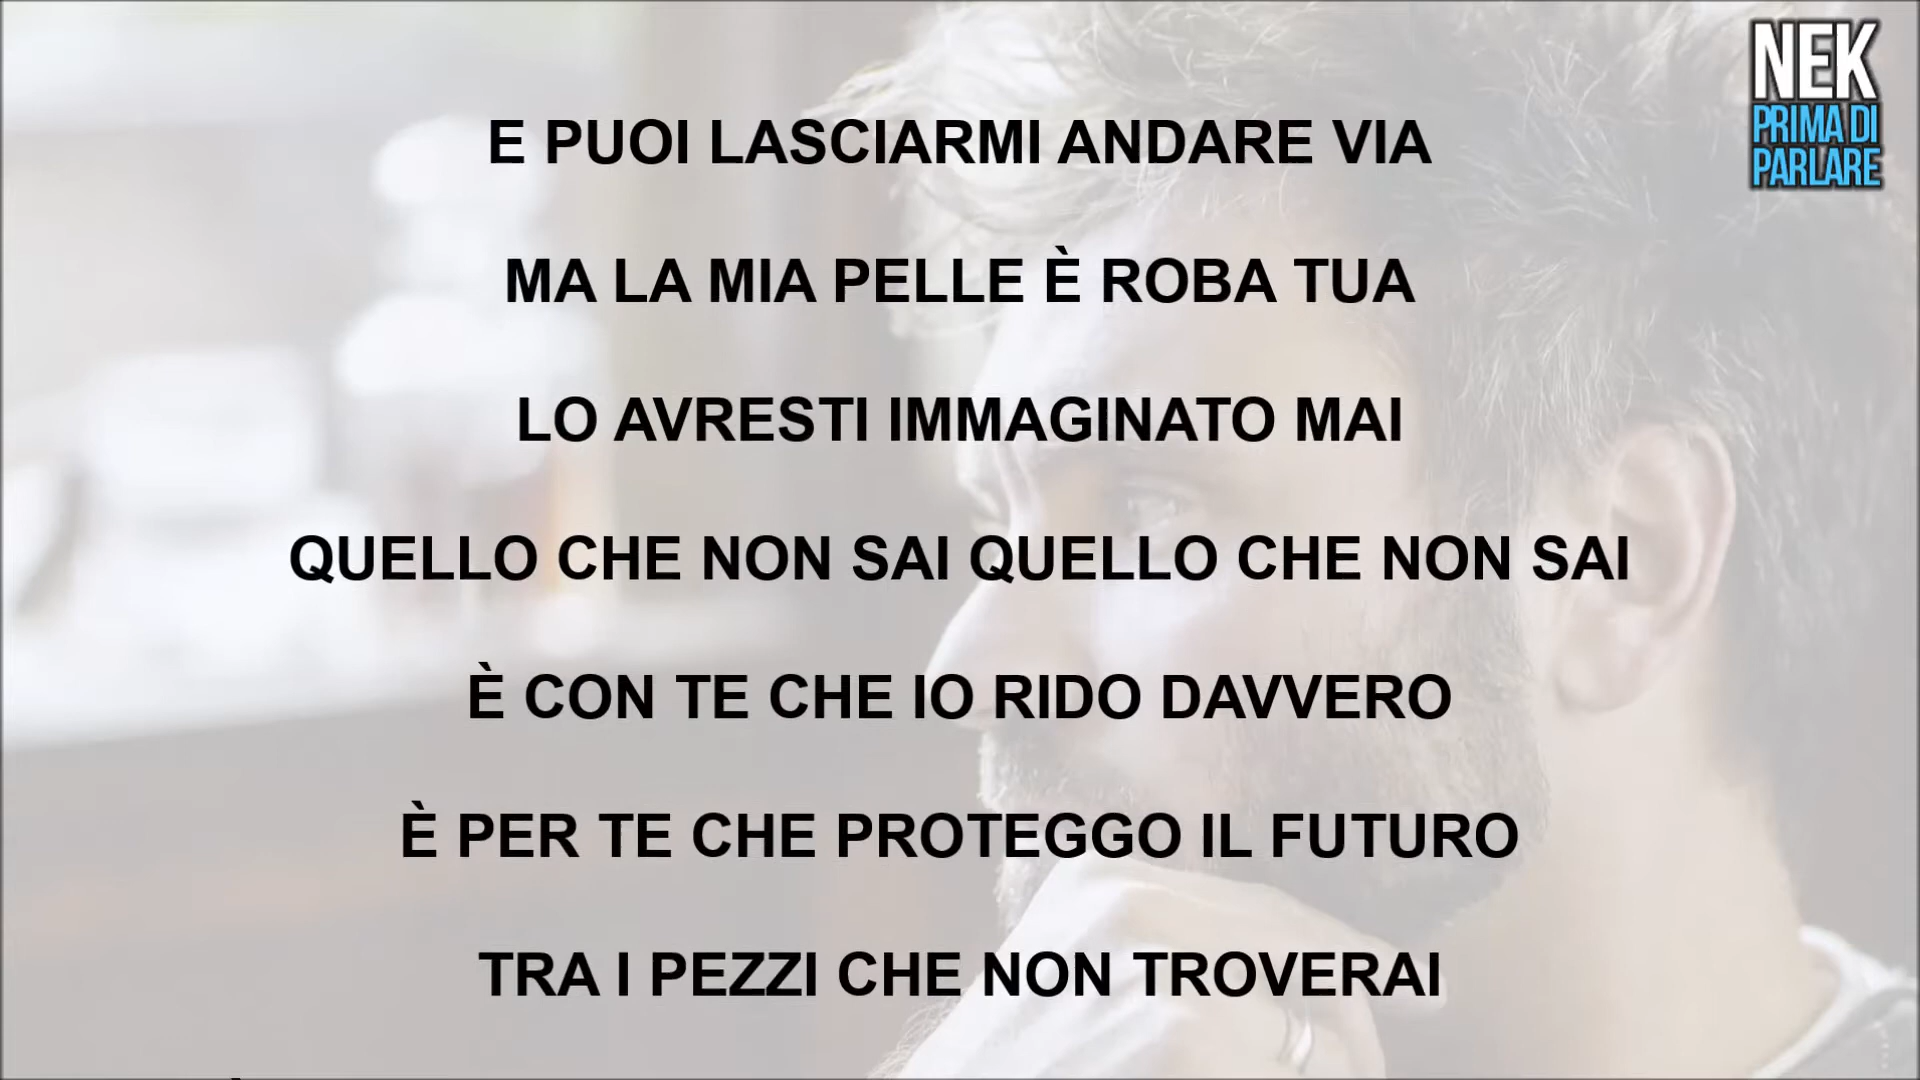 NEK
PRIMA DI
PARLARE
E PUOI LASCIARMI ANDARE VIA
MA LA MIA PELLE È ROBA TUA
LO AVRESTI IMMAGINATO MAI
QUELLO CHE NON SAI QUELLO CHE NON SAI
È CON TE CHE IO RIDO DAVVERO
È PER TE CHE PROTEGGO IL FUTURO
TRA I PEZZI CHE NON TROVERAI